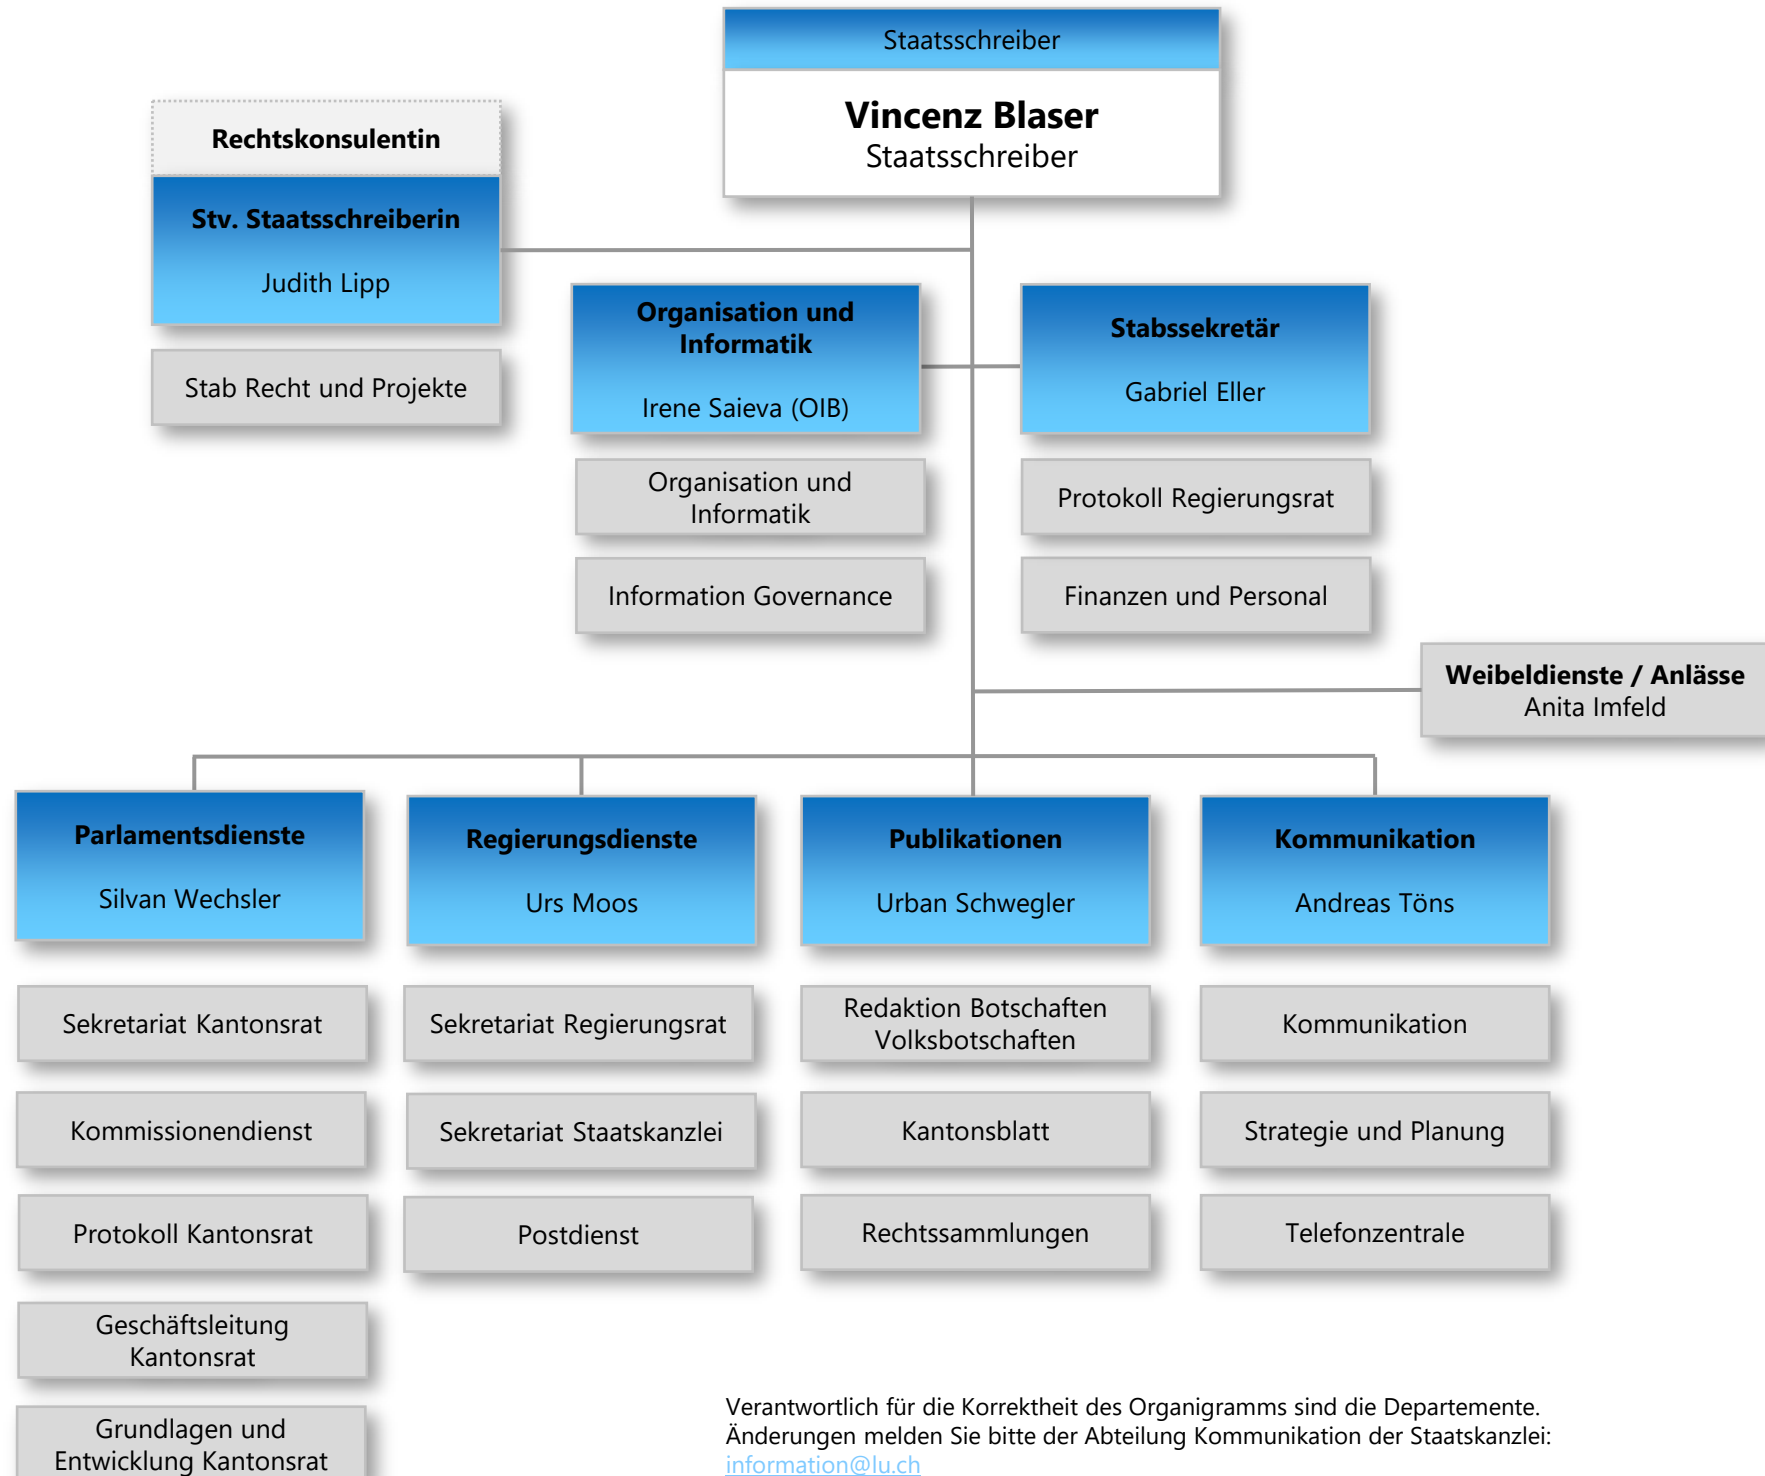 Staatsschreiber
Vincenz Blaser
Staatsschreiber
Rechtskonsulentin
Stv. Staatsschreiberin
Judith Lipp
Stab Recht und Projekte
Organisation und
Informatik
Irene Saieva (OIB)
Organisation und
Informatik
Information Governance
Stabssekretär
Gabriel Eller
Protokoll Regierungsrat
Finanzen und Personal
Weibeldienste / Anlässe
Anita Imfeld
Parlamentsdienste
Silvan Wechsler
Sekretariat Kantonsrat
Kommissionendienst
Protokoll Kantonsrat
Geschäftsleitung
Kantonsrat
Grundlagen und
Entwicklung Kantonsrat
Regierungsdienste
Urs Moos
Sekretariat Regierungsrat
Sekretariat Staatskanzlei
Postdienst
Publikationen
Urban Schwegler
Redaktion Botschaften
Volksbotschaften
Kantonsblatt
Rechtssammlungen
Kommunikation
Andreas Töns
Kommunikation
Strategie und Planung
Telefonzentrale
Verantwortlich für die Korrektheit des Organigramms sind die Departemente.
Änderungen melden Sie bitte der Abteilung Kommunikation der Staatskanzlei:
information@lu.ch